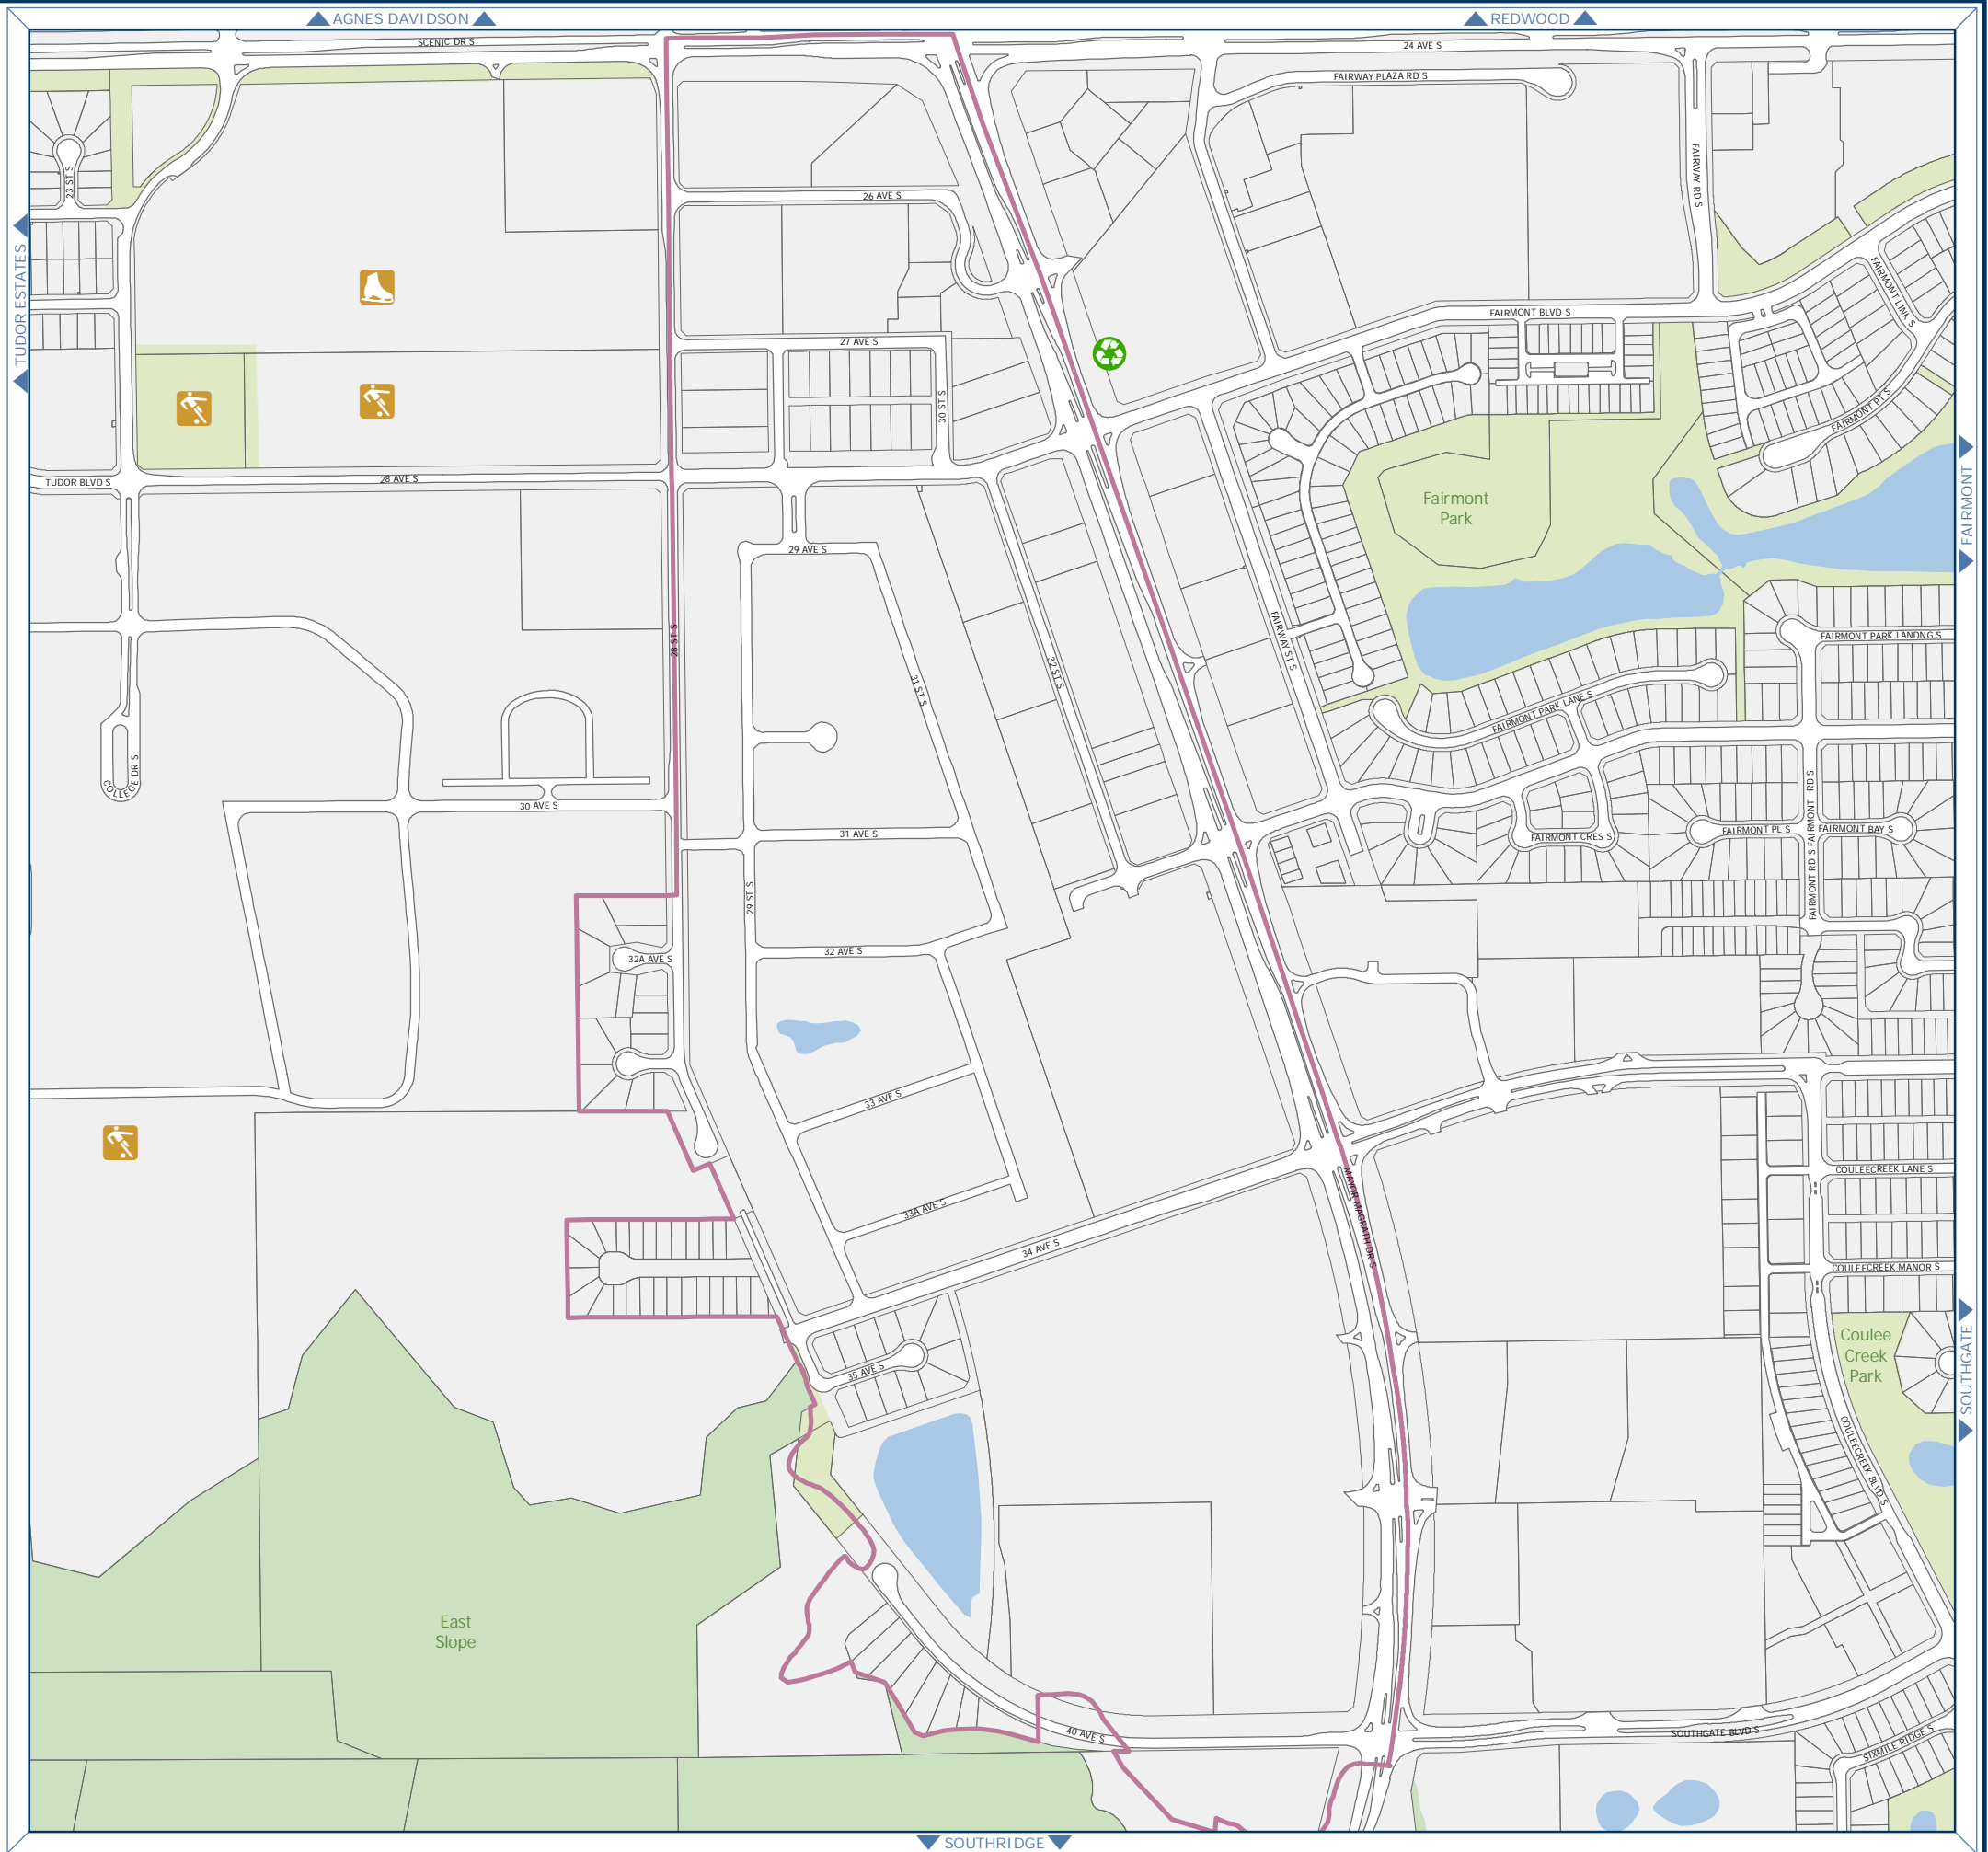 AGNES DAVIDSON
REDWOOD
SCENIC DR S
24 AVE S
FAIRWAY PLAZA RD S
23 ST S
FAIRWAY RD S
26 AVE S
TUDOR ESTATES
FAIRMONT LINK S
FAIRMONT BLVD S
27 AVE S
30 ST S
FAIRMONT PT S
TUDOR BLVD S
28 AVE S
Fairmont
Park
FAIRMONT
29 AVE S
28 ST S
FAIRWAY ST S
FAIRMONT PARK LANDNG S
32 ST S
31 ST S
FAIRMONT PARK LANE S
COLLEGE DR S
30 AVE S
31 AVE S
FAIRMONT RD S
FAIRMONT CRES S
FAIRMONT PL S
FAIRMONT BAY S
FAIRMONT RD S
29 ST S
32 AVE S
32A AVE S
33 AVE S
COULEECREEK LANE S
33A AVE S
MAYOR MAGRATH DR S
34 AVE S
COULEECREEK MANOR S
Coulee
Creek
Park
SOUTHGATE
35 AVE S
COULEECREEK BLVD S
East
Slope
40 AVE S
SOUTHGATE BLVD S
SIXMILE RIDGE S
SOUTHRIDGE